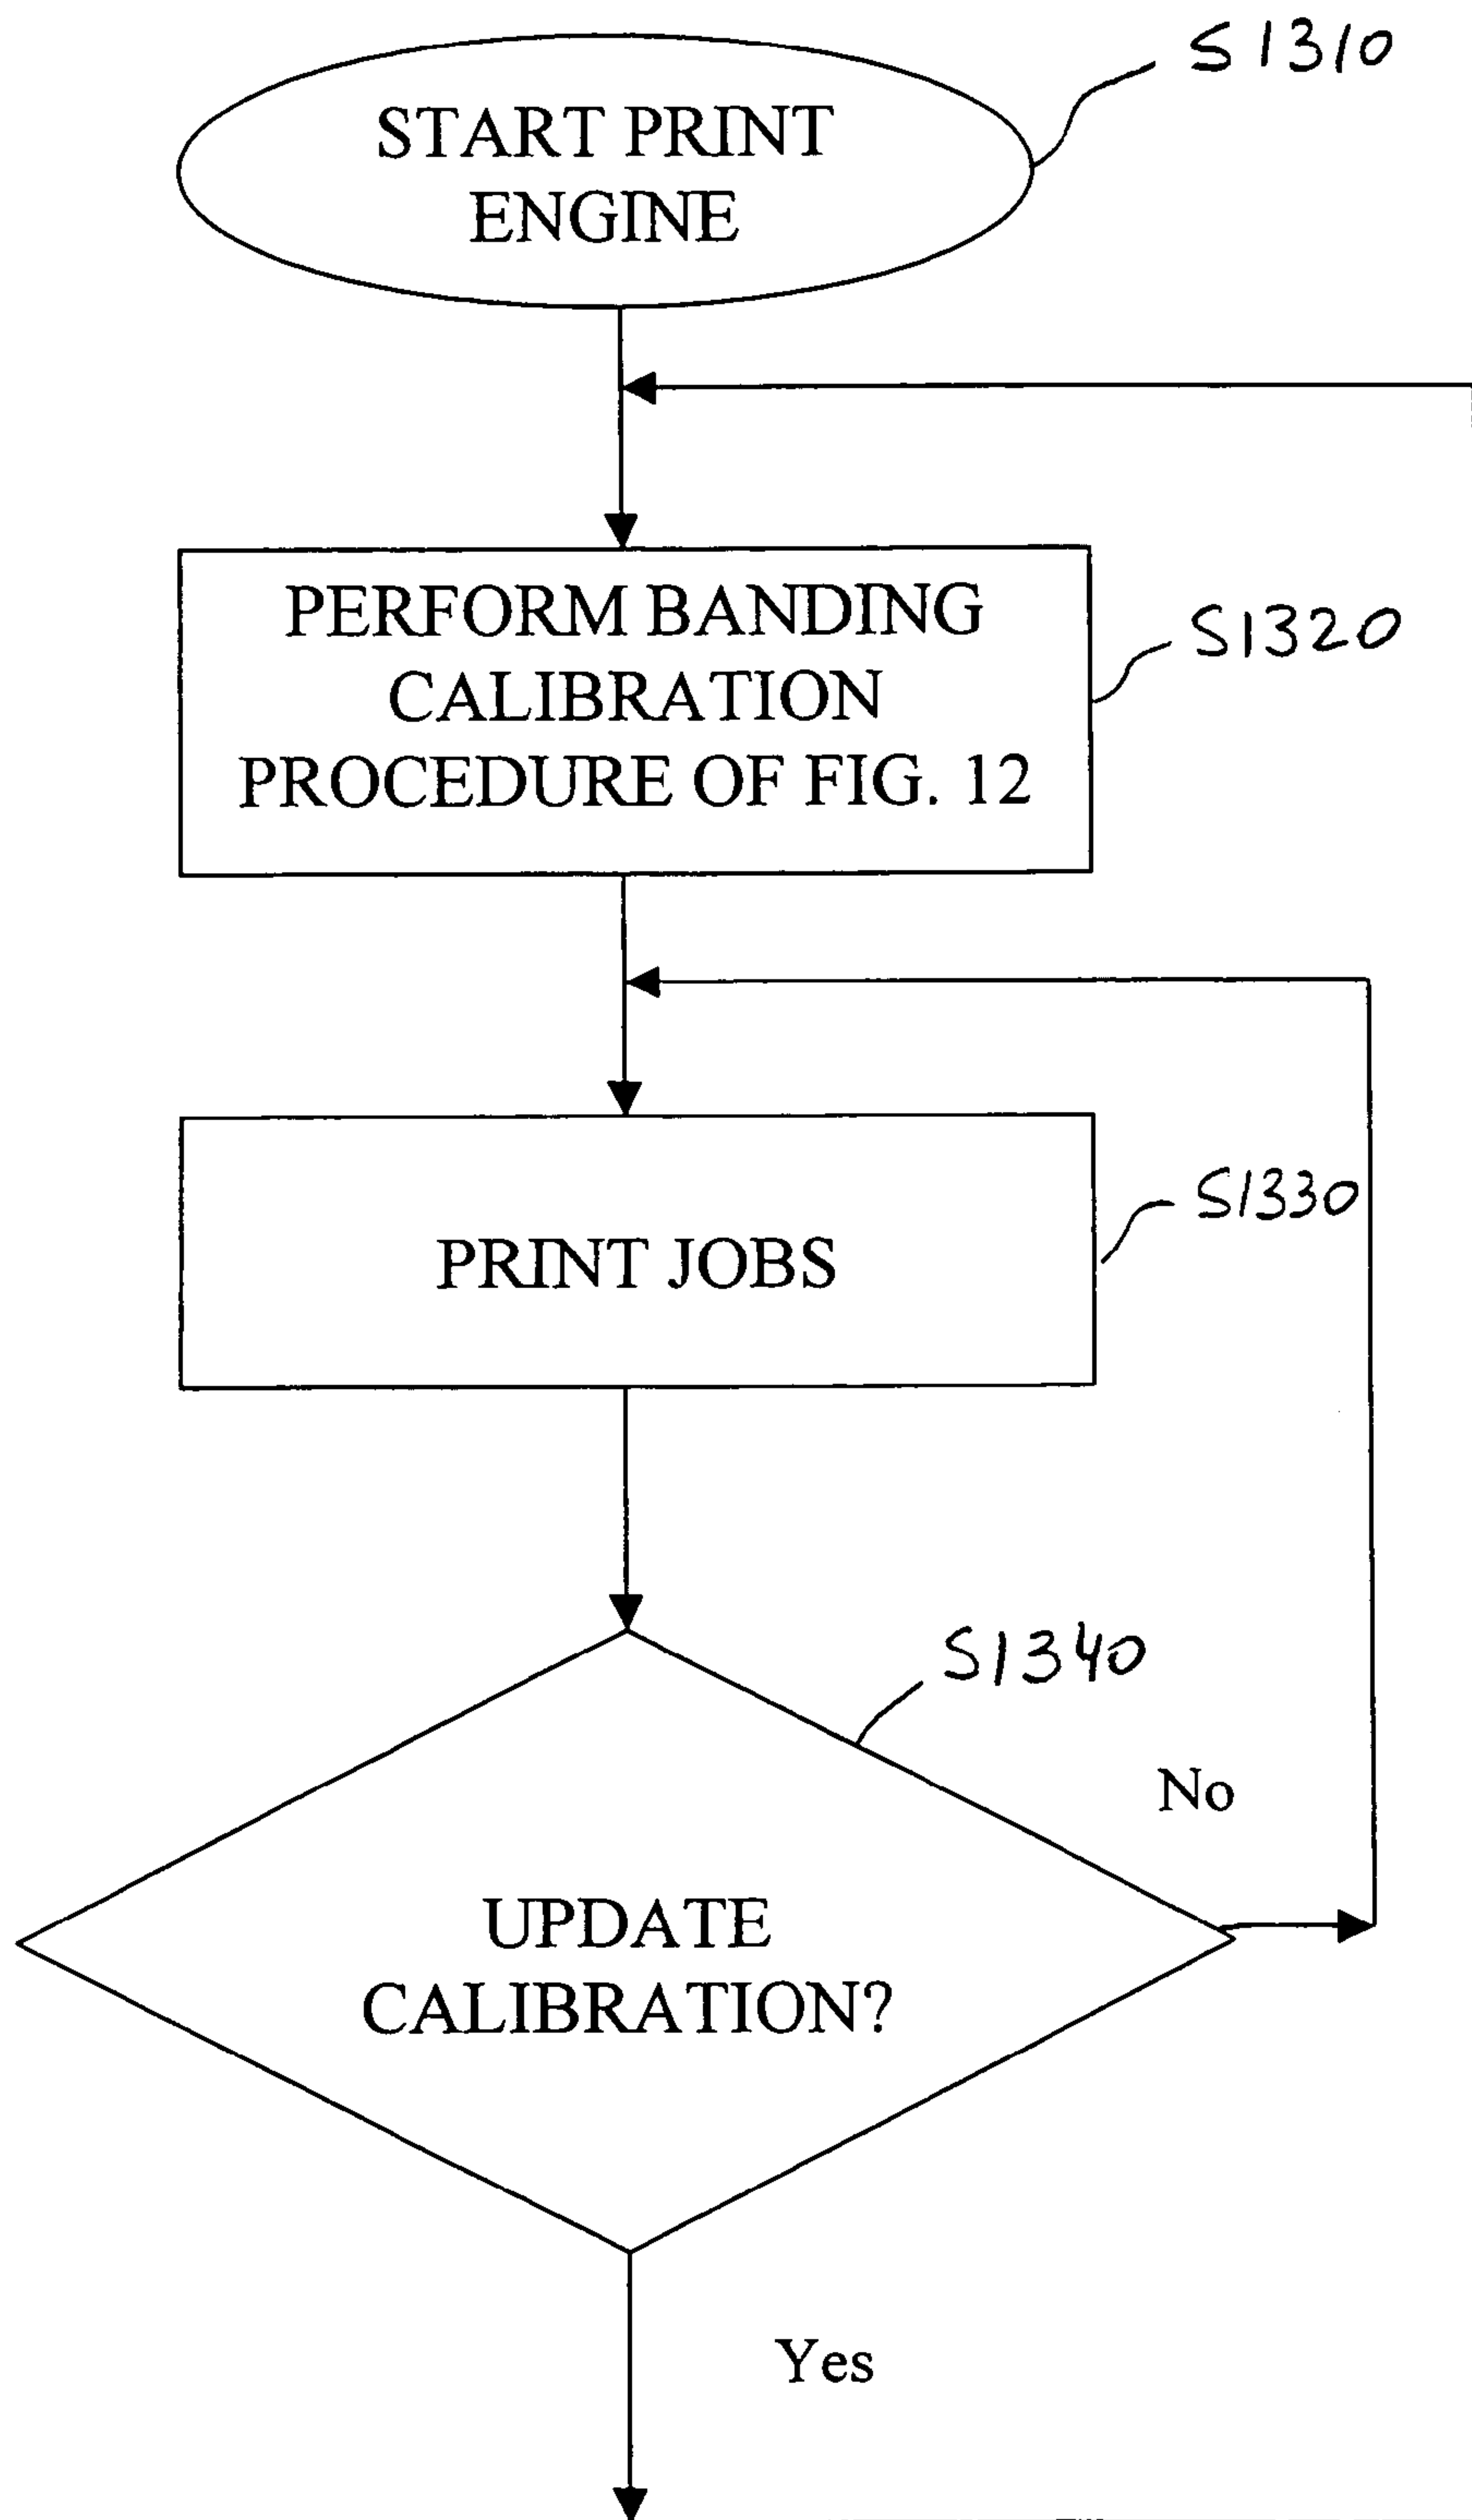 S1310
START PRINT
ENGINE
PERFORM BANDING
CALIBRATION
PROCEDURE OF FIG. 12
S1320
PRINT JOBS
S1330
S1340
No
UPDATE
CALIBRATION?
Yes